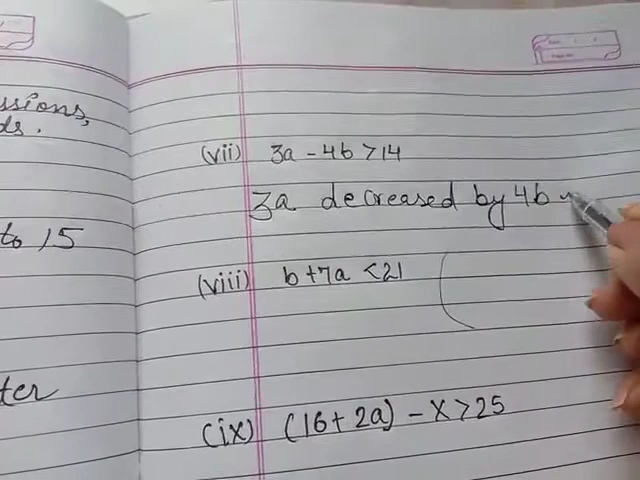 ssions,
ds.
(vii) 3a - 4b > 14
3a decreased by 4b
to 15
(viii) b + 7a < 21
ter
(ix) (16 + 2a) - x > 25